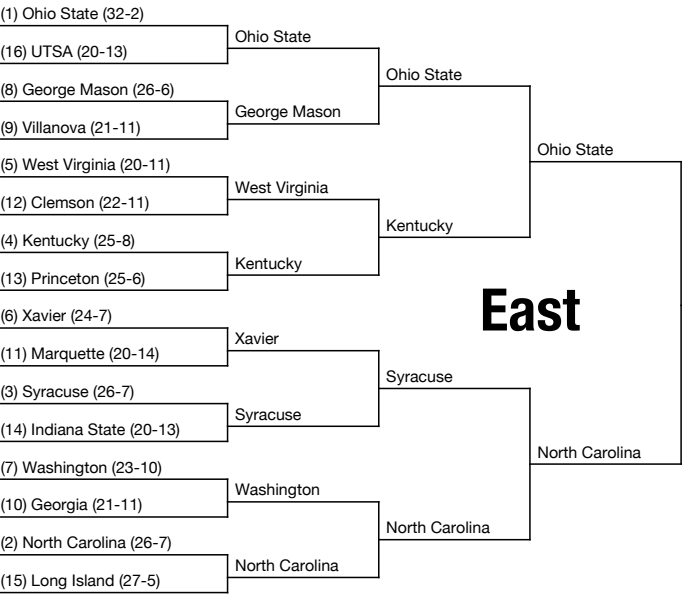 (1) Ohio State (32-2)
(16) UTSA (20-13)
(8) George Mason (26-6)
(9) Villanova (21-11)
(5) West Virginia (20-11)
(12) Clemson (22-11)
(4) Kentucky (25-8)
(13) Princeton (25-6)
(6) Xavier (24-7)
(11) Marquette (20-14)
(3) Syracuse (26-7)
(14) Indiana State (20-13)
(7) Washington (23-10)
(10) Georgia (21-11)
(2) North Carolina (26-7)
(15) Long Island (27-5)
Ohio State
George Mason
West Virginia
Kentucky
Xavier
Syracuse
Washington
North Carolina
Ohio State
Kentucky
Syracuse
North Carolina
Ohio State
North Carolina
East